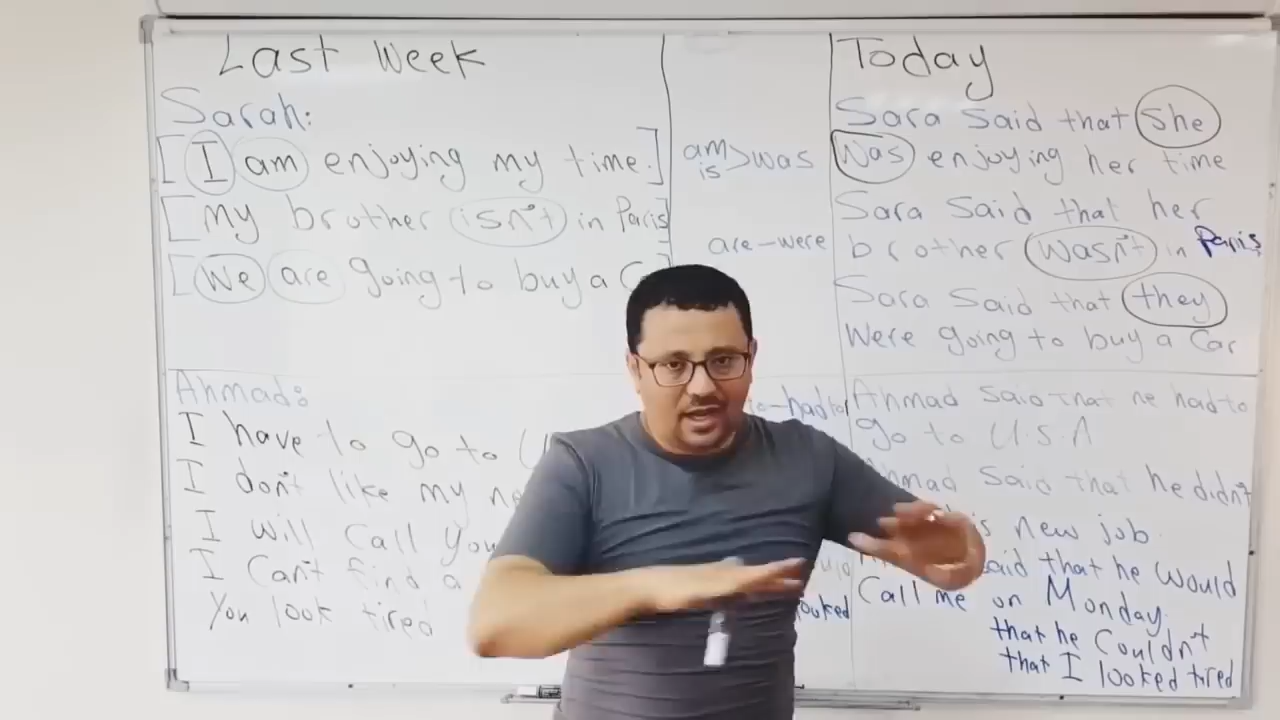 Last Week
Sarah:
[I am enjoying my time.]
[My brother isn't in Paris]
[We are going to buy a C
Ahmad:
I have to go to U
I don't like my ne
I will Call You
I Can't find a
You look tired
am
is > was
are-were
to-had to
ooked
Today
Sara Said that she
was enjoying her time
Sara Said that her
brother wasn't in Paris
Sara Said that they
Were going to buy a Car
Ahmad said that he had to
go to U.S.A
hmad Said that he didn't
is new job
said that he Would
Call me on Monday
that he Couldn't
that I looked tired